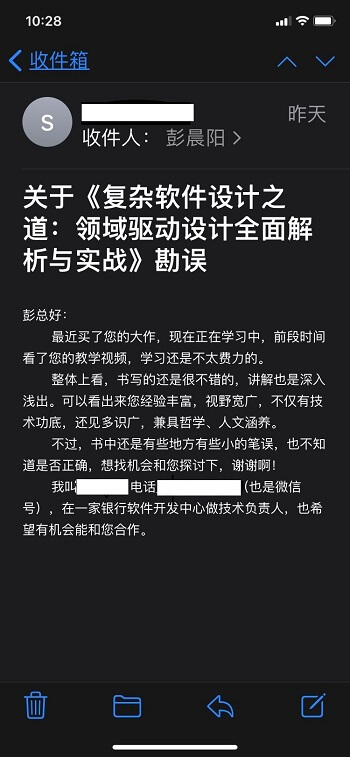 10:28
收件箱
S
昨天
收件人： 彭晨阳
关于《复杂软件设计之
道：领域驱动设计全面解
析与实战》勘误
彭总好：
最近买了您的大作，现在正在学习中，前段时间
看了您的教学视频，学习还是不太费力的。
整体上看，书写的还是很不错的，讲解也是深入
浅出。可以看出来您经验丰富，视野宽广，不仅有技
术功底，还见多识广，兼具哲学、人文涵养。
不过，书中还是有些地方有些小的笔误，也不知
道是否正确，想找机会和您探讨下，谢谢啊！
我叫 电话 （也是微信
号），在一家银行软件开发中心做技术负责人，也希
望有机会能和您合作。